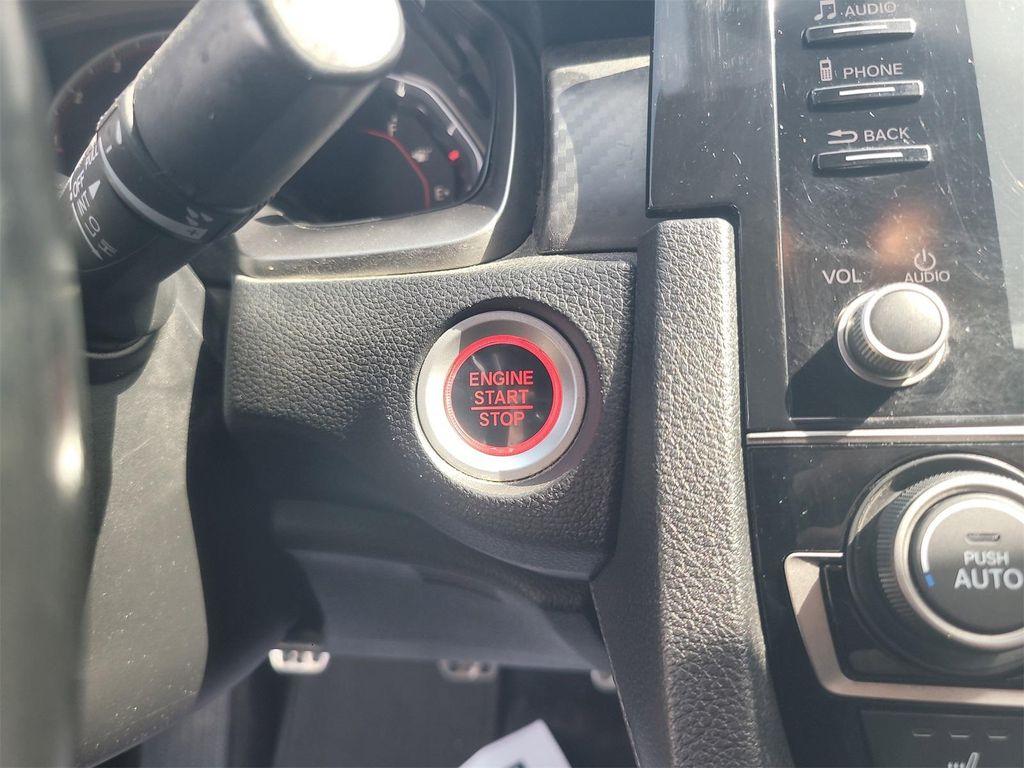 AUDIO
PHONE
BACK
VOL
AUDIO
OFF
INT
LO
HI
ENGINE
START
STOP
PUSH
AUTO